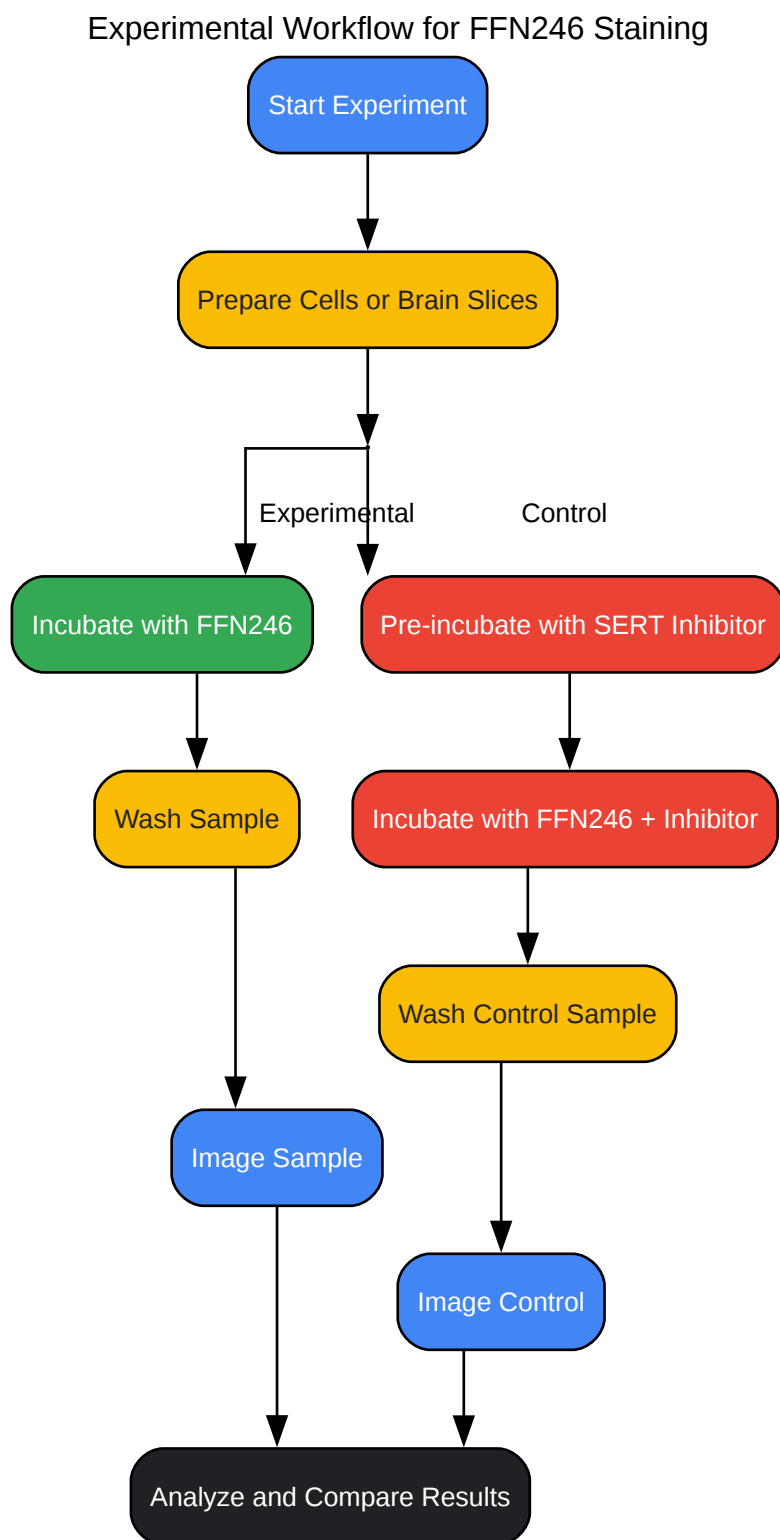 Experimental Workflow for FFN246 Staining
Start Experiment
Prepare Cells or Brain Slices
Experimental
Control
Incubate with FFN246
Pre-incubate with SERT Inhibitor
Wash Sample
Incubate with FFN246 + Inhibitor
Wash Control Sample
Image Sample
Image Control
Analyze and Compare Results